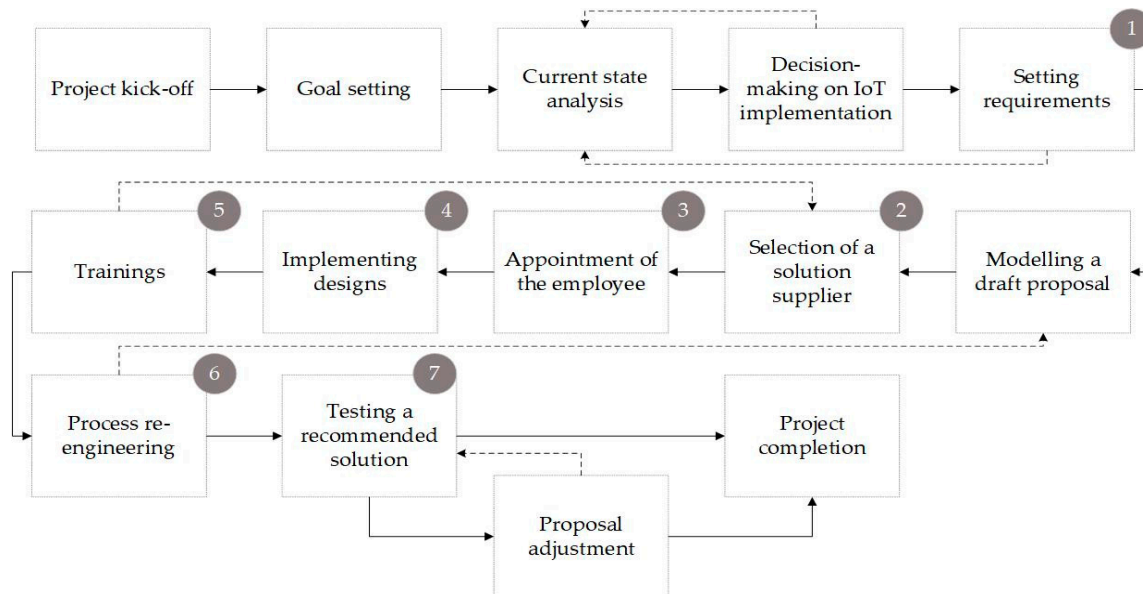 Project kick-off
Goal setting
Current state
analysis
Decision-
making on IoT
implementation
1
Setting
requirements
5
Trainings
4
Implementing
designs
3
Appointment of
the employee
2
Selection of a
solution
supplier
Modelling a
draft proposal
6
Process re-
engineering
7
Testing a
recommended
solution
Project
completion
Proposal
adjustment